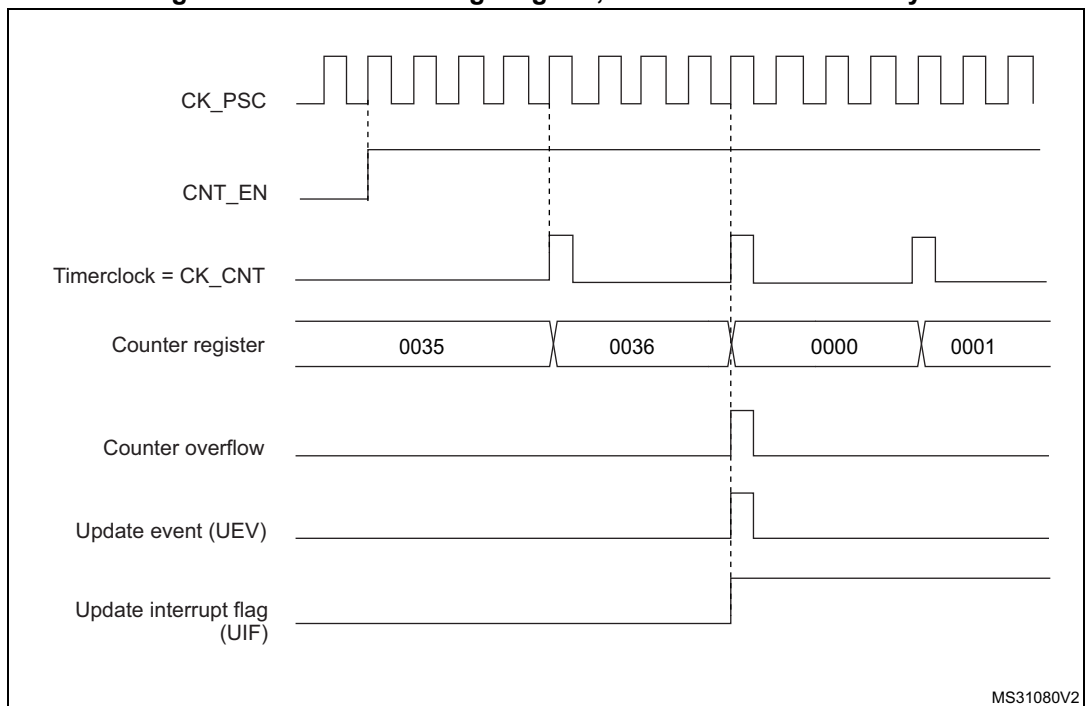 CK_PSC
CNT_EN
Timerclock = CK_CNT
Counter register
0035
0036
0000
0001
Counter overflow
Update event (UEV)
Update interrupt flag
(UIF)
MS31080V2